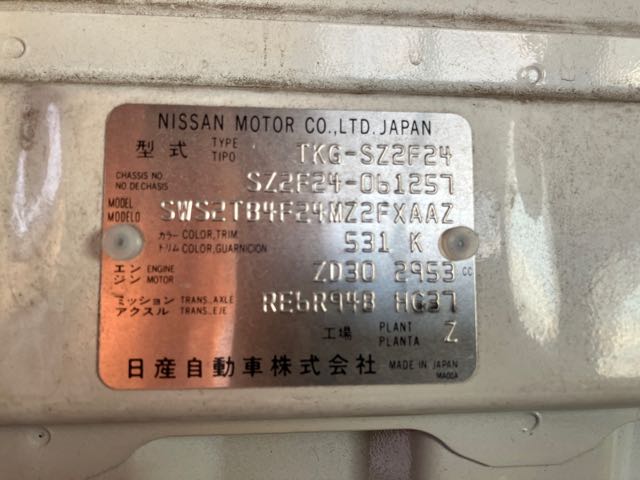 NISSAN MOTOR CO.,LTD. JAPAN
型式 TYPE TIPO TKG-SZ2F24
CHASSIS NO. NO DE CHASIS SZ2F24-061257
MODEL MODELO SWS2TB4F24MZ2FXAAZ
カラー トリム COLOR,TRIM COLOR,GUARNICION 531 K
エンジン ENGINE MOTOR ZD30 2953 cc
ミッション アクスル TRANS.,AXLE TRANS.,EJE RE6R94B HG37
工場 PLANT PLANTA Z
日産自動車株式会社 MADE IN JAPAN